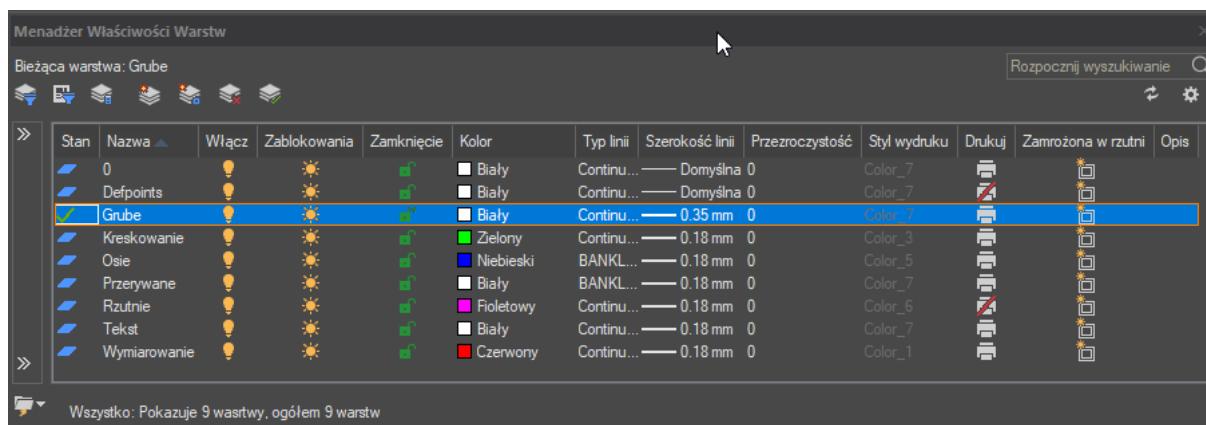 Menadżer Właściwości Warstw
Bieżąca warstwa: Grube
Rozpocznij wyszukiwanie
Stan Nazwa Włącz Zablokowania Zamknięcie Kolor Typ linii Szerokość linii Przezroczystość Styl wydruku Drukuj Zamrożona w rzutni Opis
0 Biały Continu... Domyślna 0 Color_7
Defpoints Biały Continu... Domyślna 0 Color_7
Grube Biały Continu... 0.35 mm 0 Color_7
Kreskowanie Zielony Continu... 0.18 mm 0 Color_3
Osie Niebieski BANKL... 0.18 mm 0 Color_5
Przerywane Biały BANKL... 0.18 mm 0 Color_7
Rzutnie Fioletowy Continu... 0.18 mm 0 Color_6
Tekst Biały Continu... 0.18 mm 0 Color_7
Wymiarowanie Czerwony Continu... 0.18 mm 0 Color_1
Wszystko: Pokazuje 9 wasrtwy, ogółem 9 warstw